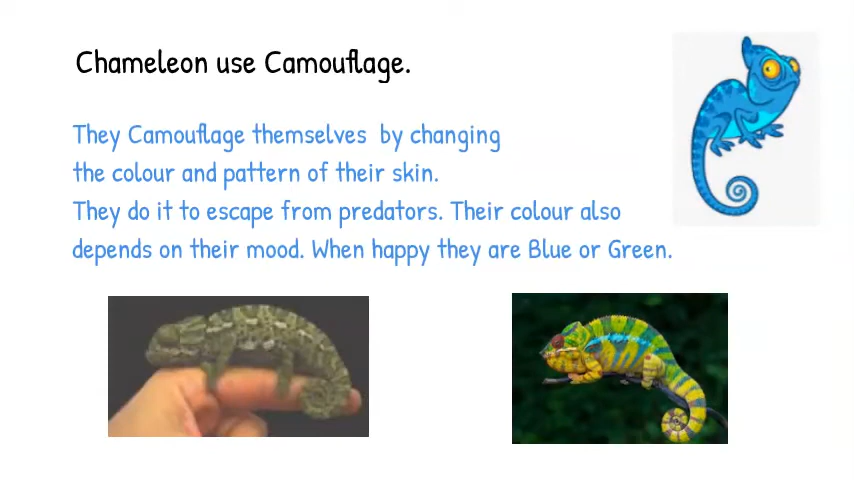 Chameleon use Camouflage.
They Camouflage themselves by changing
the colour and pattern of their skin.
They do it to escape from predators. Their colour also
depends on their mood. When happy they are Blue or Green.